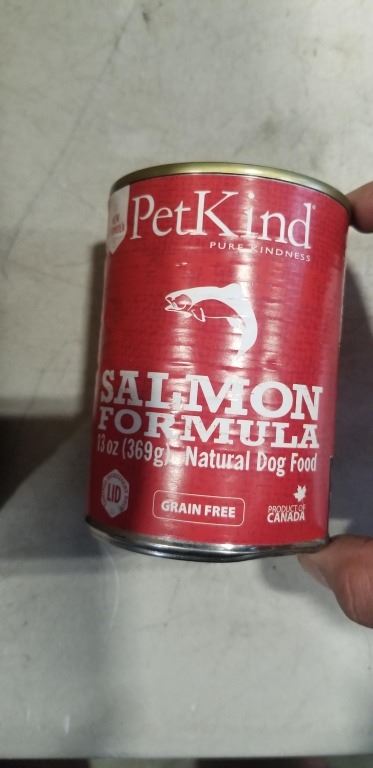 PetKind
PURE KINDNESS
SALMON
FORMULA
13 oz (369g) Natural Dog Food
LID
GRAIN FREE
PRODUCT OF
CANADA